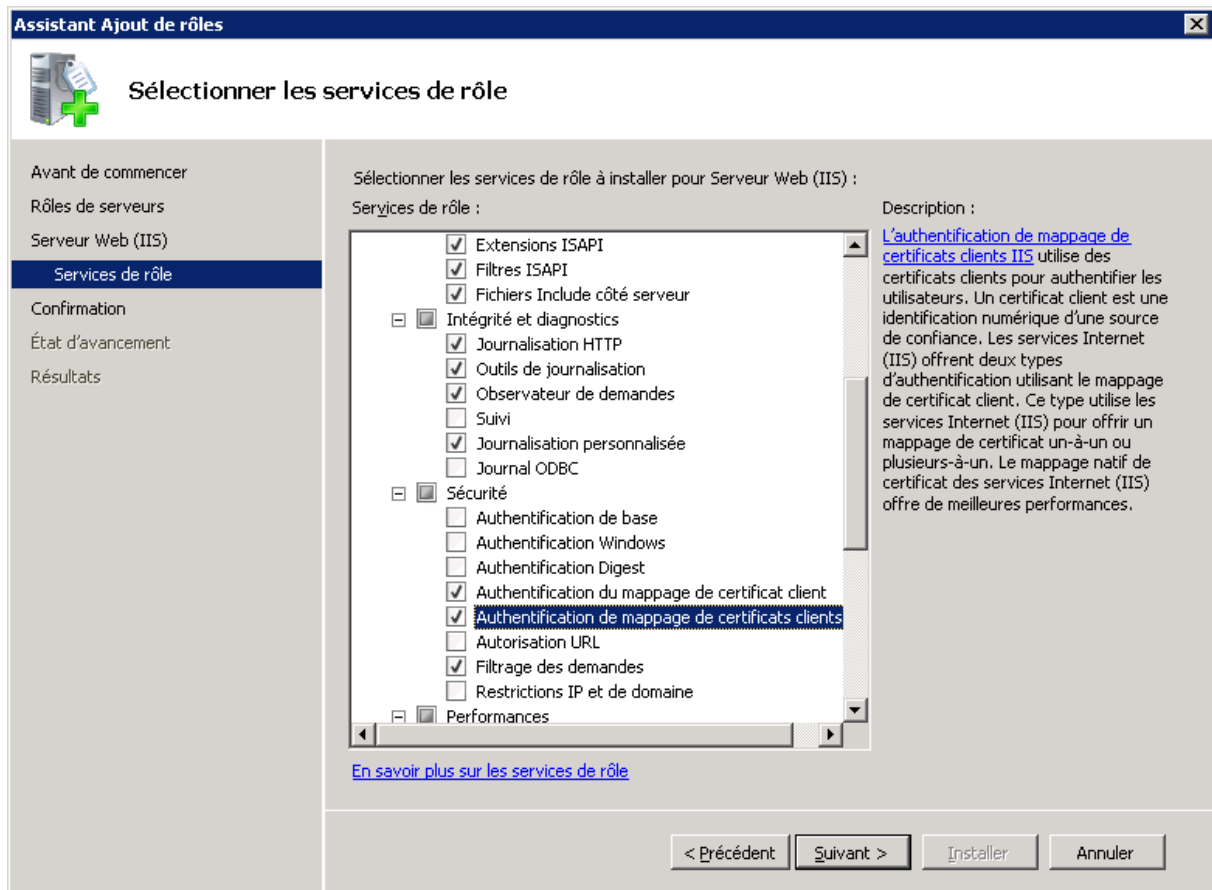 Assistant Ajout de rôles
Sélectionner les services de rôle
Avant de commencer
Rôles de serveurs
Serveur Web (IIS)
Services de rôle
Confirmation
État d'avancement
Résultats
Sélectionner les services de rôle à installer pour Serveur Web (IIS) :
Services de rôle :
Extensions ISAPI
Filtres ISAPI
Fichiers Include côté serveur
Intégrité et diagnostics
Journalisation HTTP
Outils de journalisation
Observateur de demandes
Suivi
Journalisation personnalisée
Journal ODBC
Sécurité
Authentification de base
Authentification Windows
Authentification Digest
Authentification du mappage de certificat client
Authentification de mappage de certificats clients
Autorisation URL
Filtrage des demandes
Restrictions IP et de domaine
Performances
En savoir plus sur les services de rôle
Description :
L'authentification de mappage de
certificats clients IIS utilise des
certificats clients pour authentifier les
utilisateurs. Un certificat client est une
identification numérique d'une source
de confiance. Les services Internet
(IIS) offrent deux types
d'authentification utilisant le mappage
de certificat client. Ce type utilise les
services Internet (IIS) pour offrir un
mappage de certificat un-à-un ou
plusieurs-à-un. Le mappage natif de
certificat des services Internet (IIS)
offre de meilleures performances.
< Précédent
Suivant >
Installer
Annuler